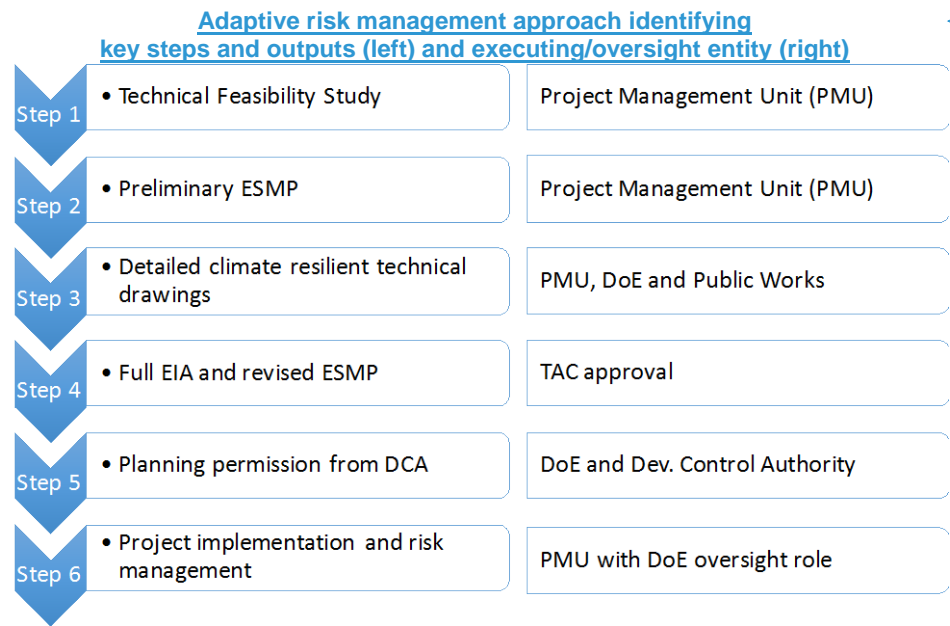 Adaptive risk management approach identifying
key steps and outputs (left) and executing/oversight entity (right)
Step 1
• Technical Feasibility Study
Project Management Unit (PMU)
Step 2
• Preliminary ESMP
Project Management Unit (PMU)
Step 3
• Detailed climate resilient technical
drawings
PMU, DoE and Public Works
Step 4
• Full EIA and revised ESMP
TAC approval
Step 5
• Planning permission from DCA
DoE and Dev. Control Authority
Step 6
• Project implementation and risk
management
PMU with DoE oversight role